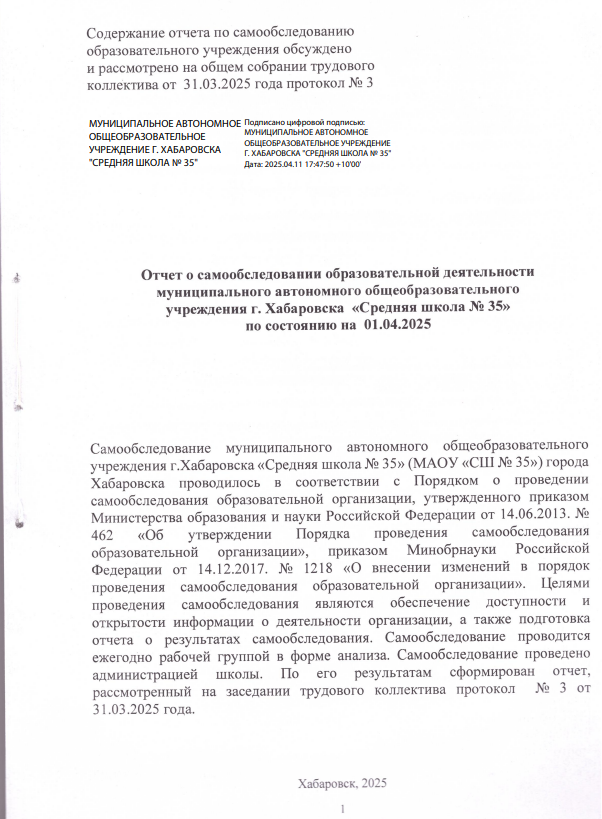 Содержание отчета по самообследованию
образовательного учреждения обсуждено
и рассмотрено на общем собрании трудового
коллектива от  31.03.2025 года протокол № 3
МУНИЦИПАЛЬНОЕ АВТОНОМНОЕ
ОБЩЕОБРАЗОВАТЕЛЬНОЕ
УЧРЕЖДЕНИЕ Г. ХАБАРОВСКА
"СРЕДНЯЯ ШКОЛА № 35"
Подписано цифровой подписью:
МУНИЦИПАЛЬНОЕ АВТОНОМНОЕ
ОБЩЕОБРАЗОВАТЕЛЬНОЕ УЧРЕЖДЕНИЕ
Г. ХАБАРОВСКА "СРЕДНЯЯ ШКОЛА № 35"
Дата: 2025.04.11 17:47:50 +10'00'
Отчет о самообследовании образовательной деятельности
муниципального автономного общеобразовательного
учреждения г. Хабаровска  «Средняя школа № 35»
по состоянию на  01.04.2025
Самообследование муниципального автономного общеобразовательного
учреждения г.Хабаровска «Средняя школа № 35» (МАОУ «СШ № 35») города
Хабаровска проводилось в соответствии с Порядком о проведении
самообследования образовательной организации, утвержденного приказом
Министерства образования и науки Российской Федерации от 14.06.2013. №
462 «Об утверждении Порядка проведения самообследования
образовательной организации», приказом Минобрнауки Российской
Федерации от 14.12.2017. № 1218 «О внесении изменений в порядок
проведения самообследования образовательной организации». Целями
проведения самообследования являются обеспечение доступности и
открытости информации о деятельности организации, а также подготовка
отчета о результатах самообследования. Самообследование проводится
ежегодно рабочей группой в форме анализа. Самообследование проведено
администрацией школы. По его результатам сформирован отчет,
рассмотренный на заседании трудового коллектива протокол  № 3 от
31.03.2025 года.
Хабаровск, 2025
1